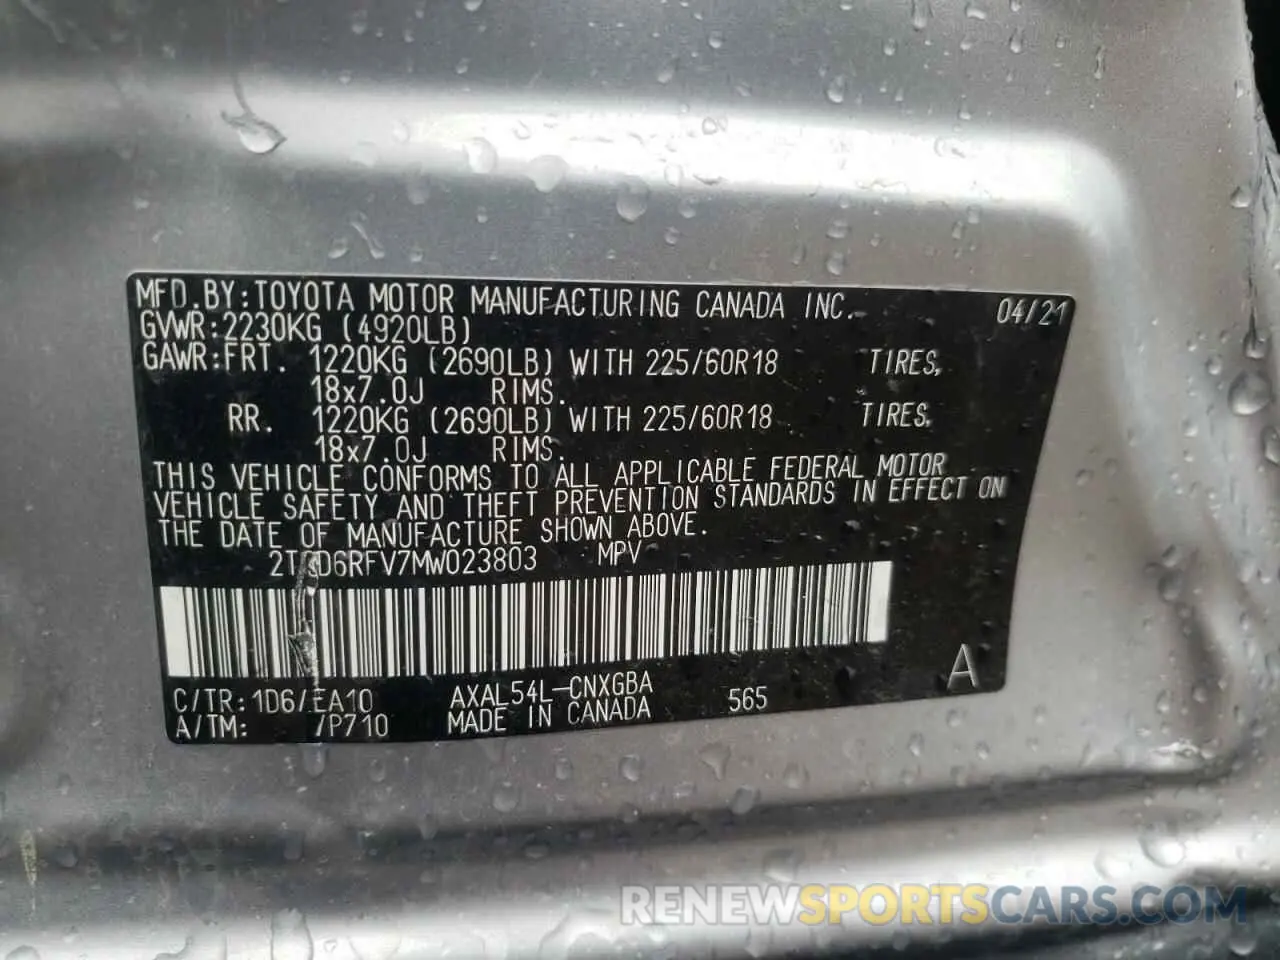 MFD.BY:TOYOTA MOTOR MANUFACTURING CANADA INC. 04/21
GVWR:2230KG (4920LB)
GAWR:FRT. 1220KG (2690LB) WITH 225/60R18 TIRES,
18x7.0J RIMS.
RR. 1220KG (2690LB) WITH 225/60R18 TIRES,
18x7.0J RIMS.
THIS VEHICLE CONFORMS TO ALL APPLICABLE FEDERAL MOTOR
VEHICLE SAFETY AND THEFT PREVENTION STANDARDS IN EFFECT ON
THE DATE OF MANUFACTURE SHOWN ABOVE.
MPV
C/TR:1D6/EA10 AXAL54L-CNXGBA 565 A
A/TM: /P710 MADE IN CANADA
RENEWSPORTSCARS.COM